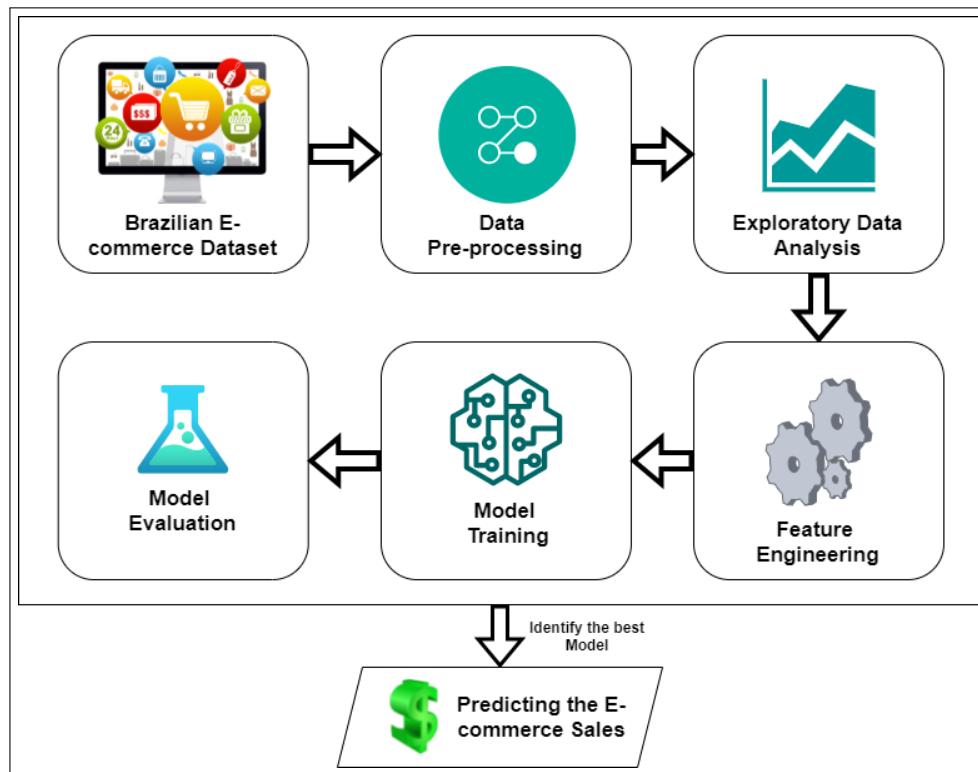 $$$
24
Brazilian E-
commerce Dataset
Data
Pre-processing
Exploratory Data
Analysis
Model
Evaluation
Model
Training
Feature
Engineering
Identify the best
Model
$
Predicting the E-
commerce Sales